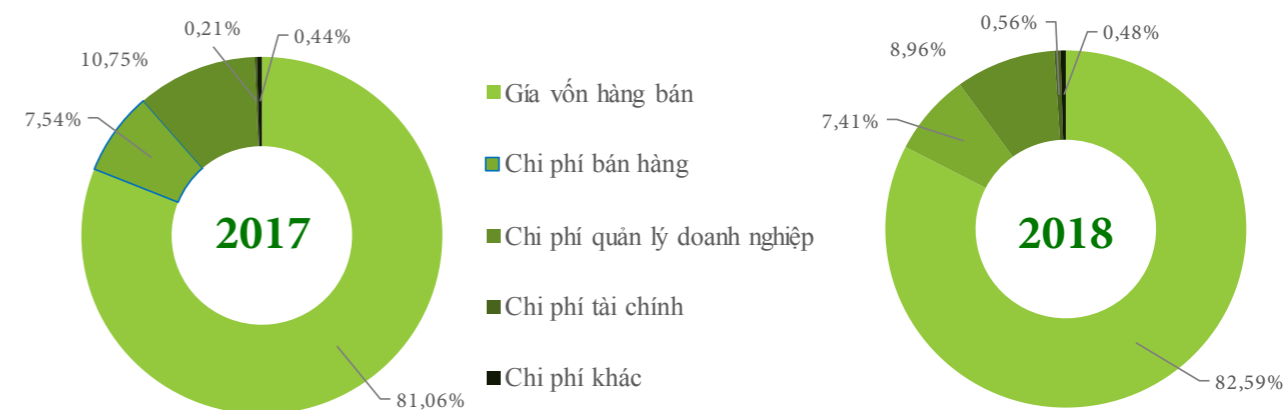 0,21%
0,44%
10,75%
7,54%
2017
81,06%
Gía vốn hàng bán
Chi phí bán hàng
Chi phí quản lý doanh nghiệp
Chi phí tài chính
Chi phí khác
0,56%
0,48%
8,96%
7,41%
2018
82,59%